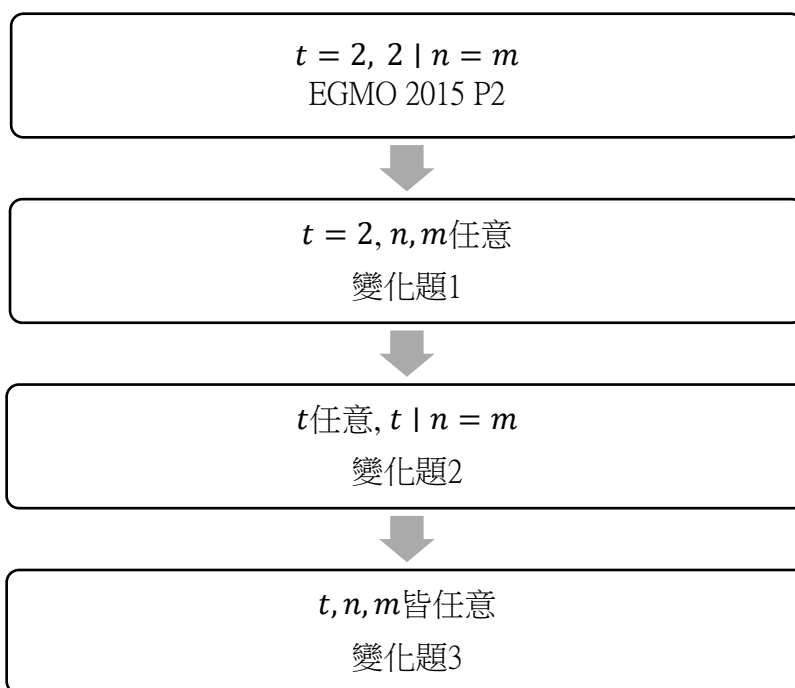 t = 2, 2 | n = m
EGMO 2015 P2
t = 2, n, m任意
變化題1
t任意, t | n = m
變化題2
t, n, m皆任意
變化題3